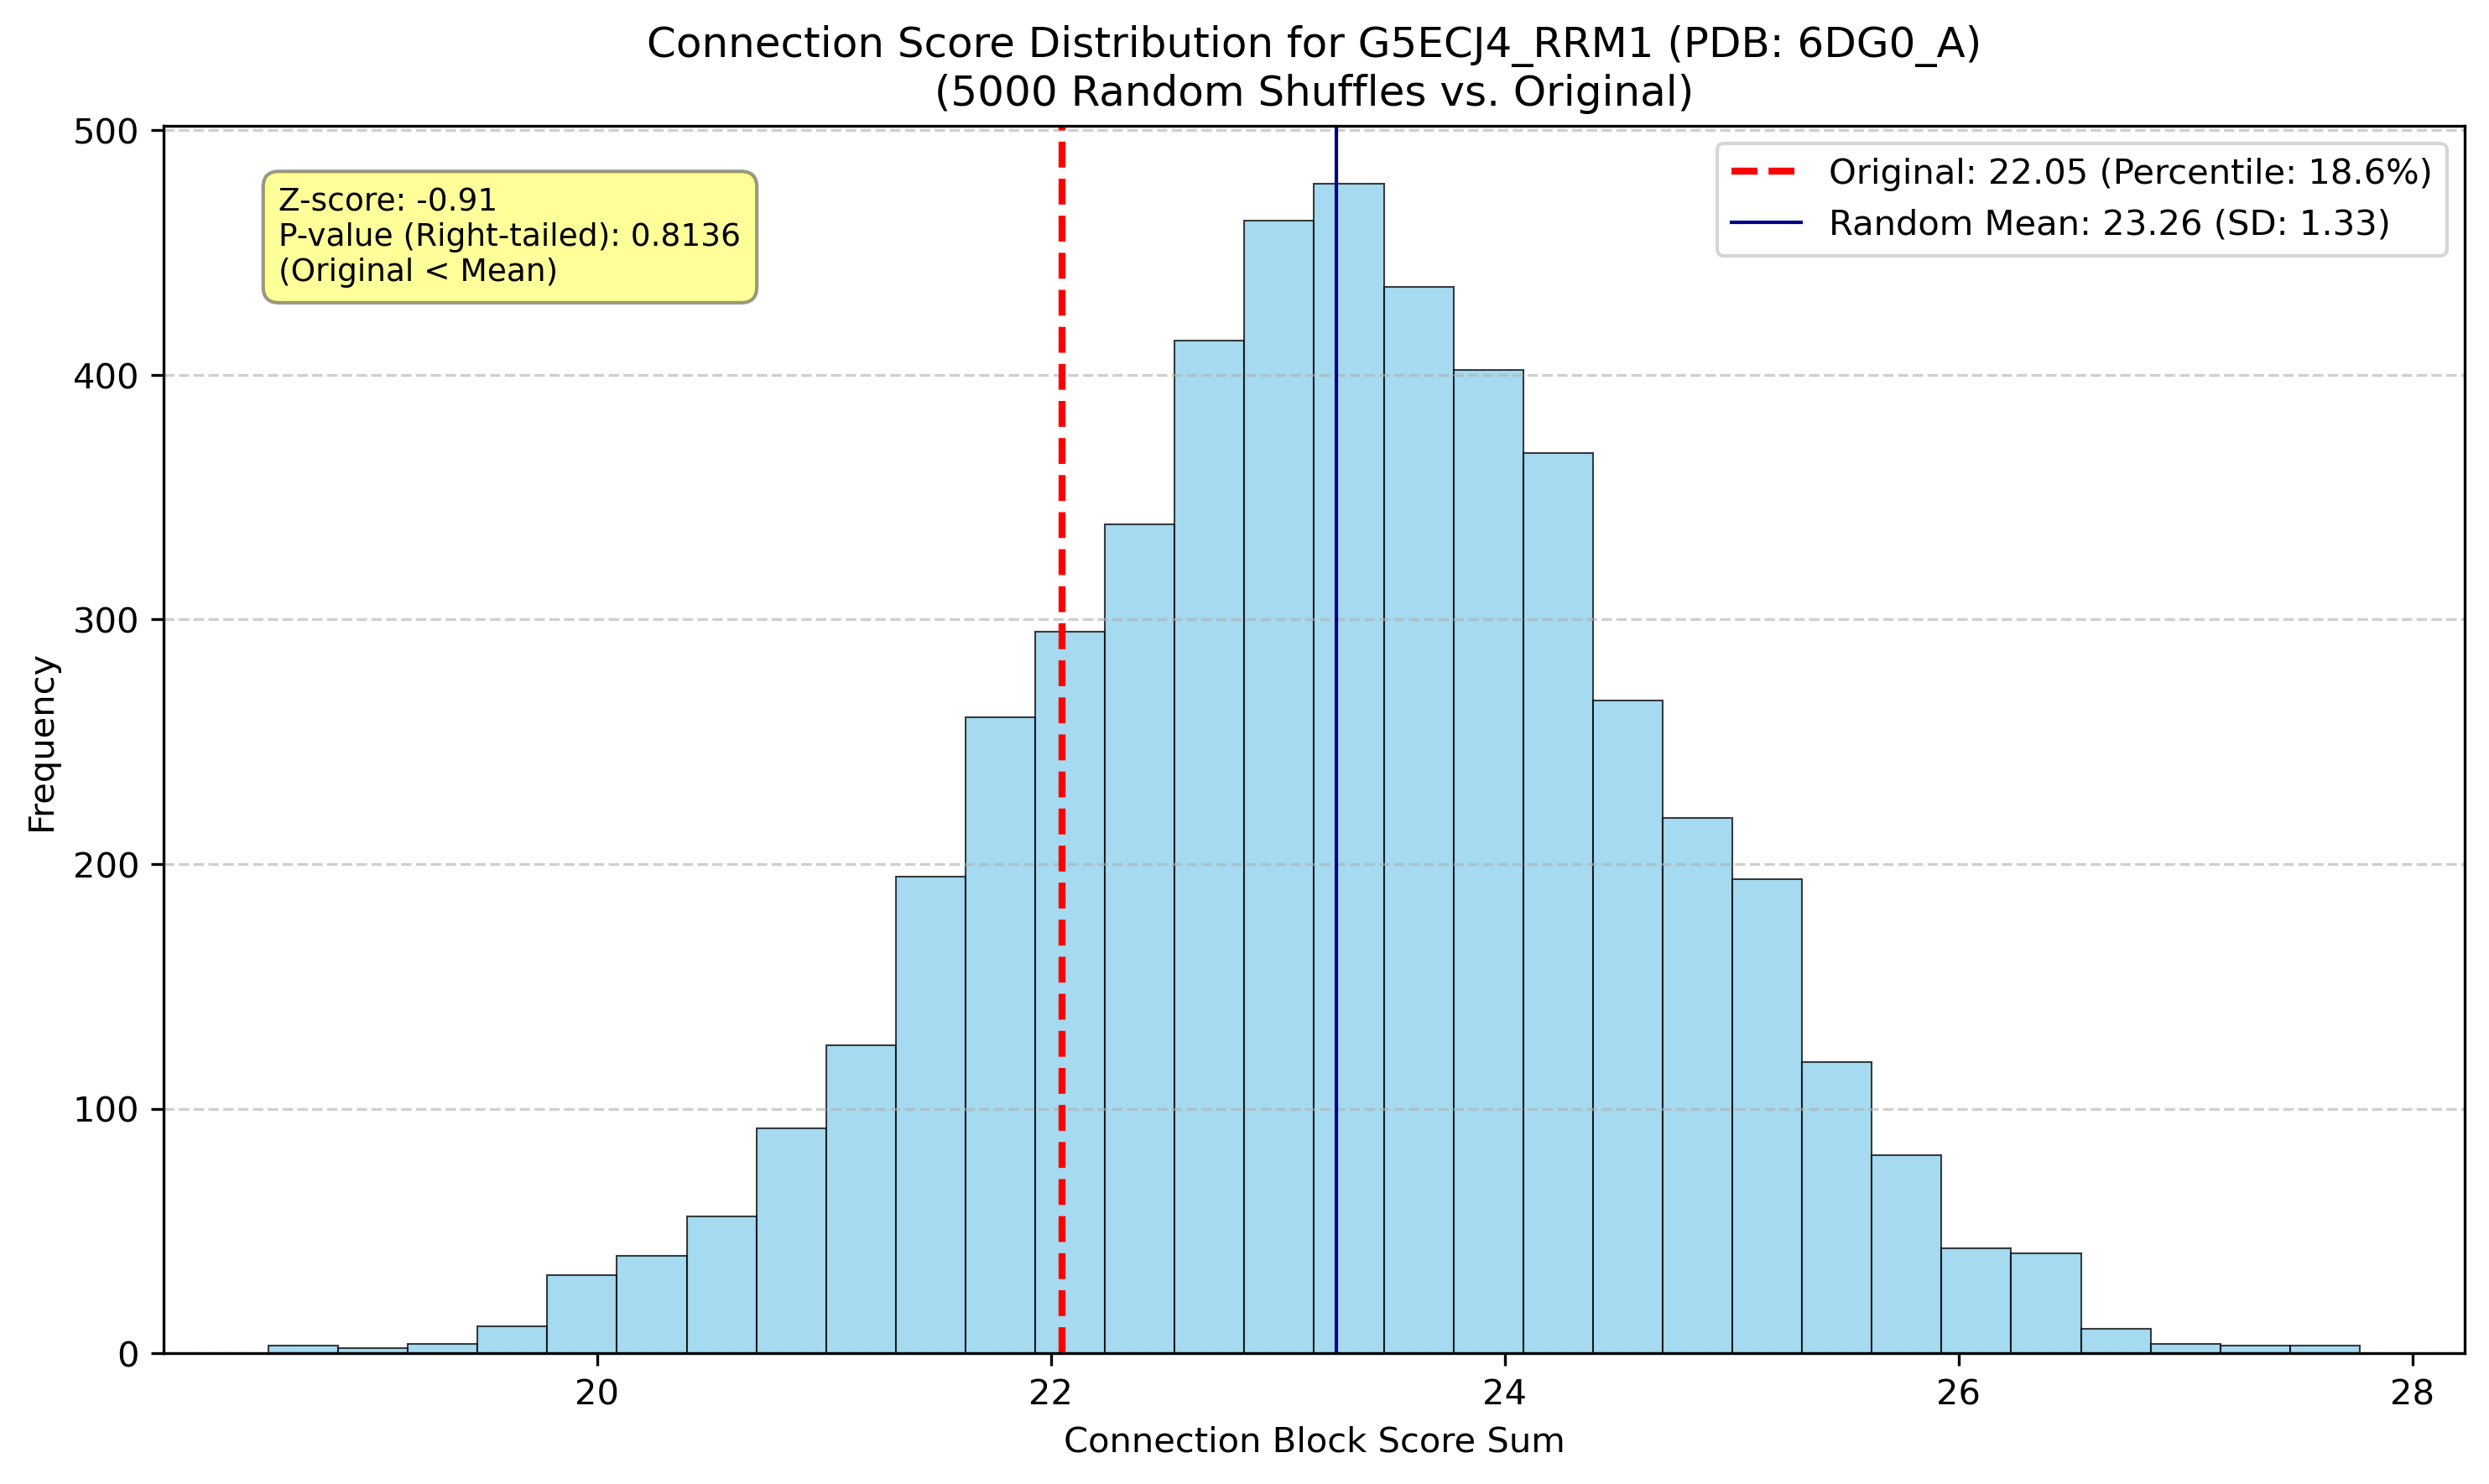 Connection Score Distribution for G5ECJ4_RRM1 (PDB: 6DG0_A)
(5000 Random Shuffles vs. Original)
Z-score: -0.91
P-value (Right-tailed): 0.8136
(Original < Mean)
Original: 22.05 (Percentile: 18.6%)
Random Mean: 23.26 (SD: 1.33)
Frequency
500
400
300
200
100
0
20
22
24
26
28
Connection Block Score Sum